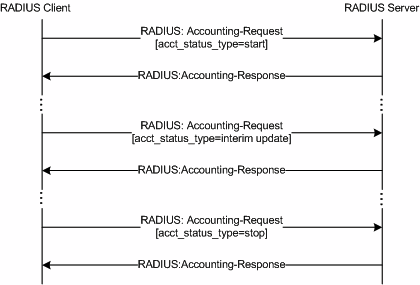 RADIUS Client
RADIUS Server
RADIUS: Accounting-Request
[acct_status_type=start]
RADIUS:Accounting-Response
RADIUS: Accounting-Request
[acct_status_type=interim update]
RADIUS:Accounting-Response
RADIUS: Accounting-Request
[acct_status_type=stop]
RADIUS:Accounting-Response